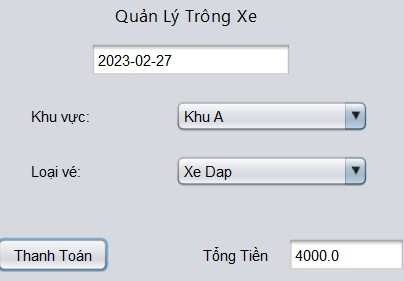 Quản Lý Trông Xe
2023-02-27
Khu vực: Khu A
Loại vé: Xe Dap
Thanh Toán Tổng Tiền 4000.0